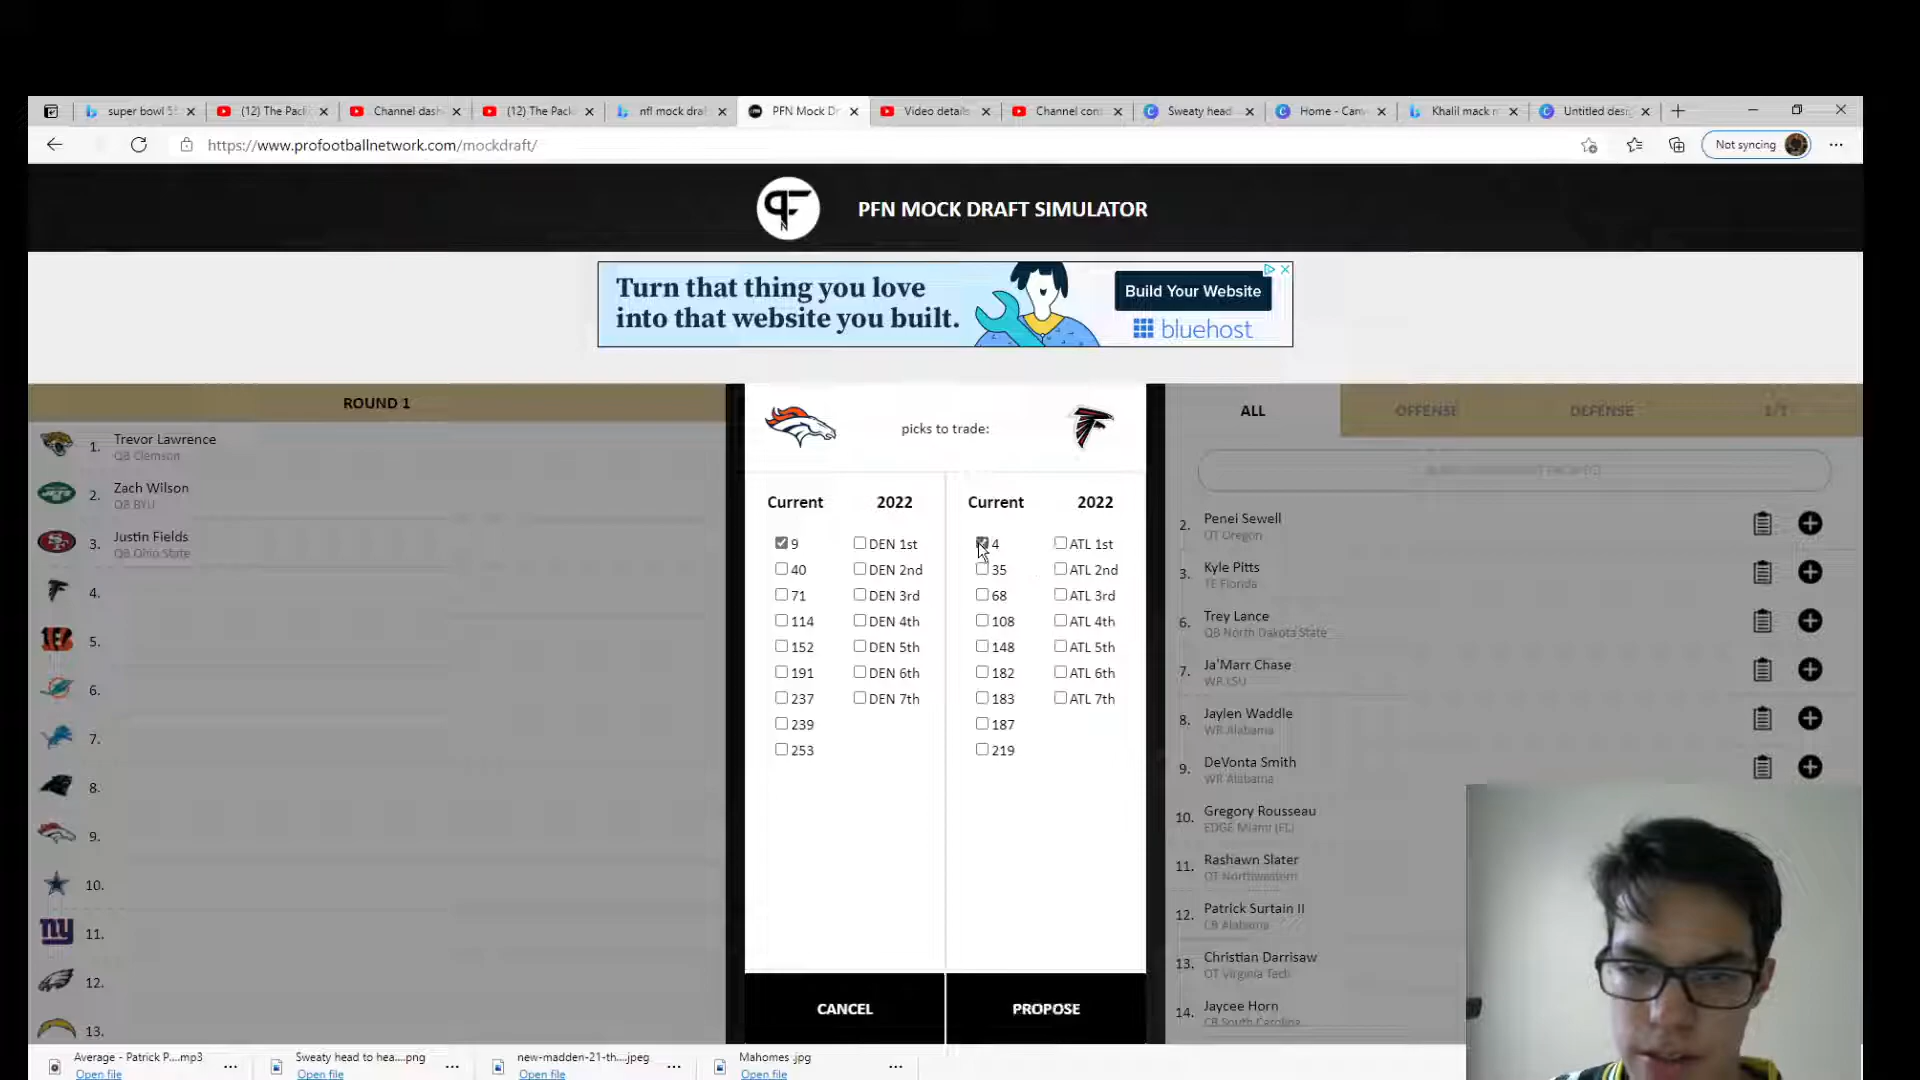 super bowl 5
(12) The Pack
Channel dash
(12) The Pack
nfl mock dra
PFN Mock Dr
Video details
Channel con
Sweaty head
Home - Can
Khalil mack
Untitled desi
https://www.profootballnetwork.com/mockdraft/
Not syncing
PFN MOCK DRAFT SIMULATOR
Turn that thing you love
into that website you built.
Build Your Website
bluehost
ROUND 1
1. Trevor Lawrence
QB Clemson
2. Zach Wilson
QB BYU
3. Justin Fields
QB Ohio State
4.
5.
6.
7.
8.
9.
10.
11.
12.
13.
picks to trade:
Current 2022 Current 2022
9 DEN 1st 4 ATL 1st
40 DEN 2nd 35 ATL 2nd
71 DEN 3rd 68 ATL 3rd
114 DEN 4th 108 ATL 4th
152 DEN 5th 148 ATL 5th
191 DEN 6th 182 ATL 6th
237 DEN 7th 183 ATL 7th
239 187
253 219
CANCEL PROPOSE
ALL OFFENSE DEFENSE 1/7
2. Penei Sewell
OT Oregon
3. Kyle Pitts
TE Florida
6. Trey Lance
QB North Dakota State
7. Ja'Marr Chase
WR LSU
8. Jaylen Waddle
WR Alabama
9. DeVonta Smith
WR Alabama
10. Gregory Rousseau
EDGE Miami (FL)
11. Rashawn Slater
OT Northwestern
12. Patrick Surtain II
CB Alabama
13. Christian Darrisaw
OT Virginia Tech
14. Jaycee Horn
CB South Carolina
Average - Patrick P....mp3
Open file
Sweaty head to hea....png
Open file
new-madden-21-th....jpeg
Open file
Mahomes .jpg
Open file